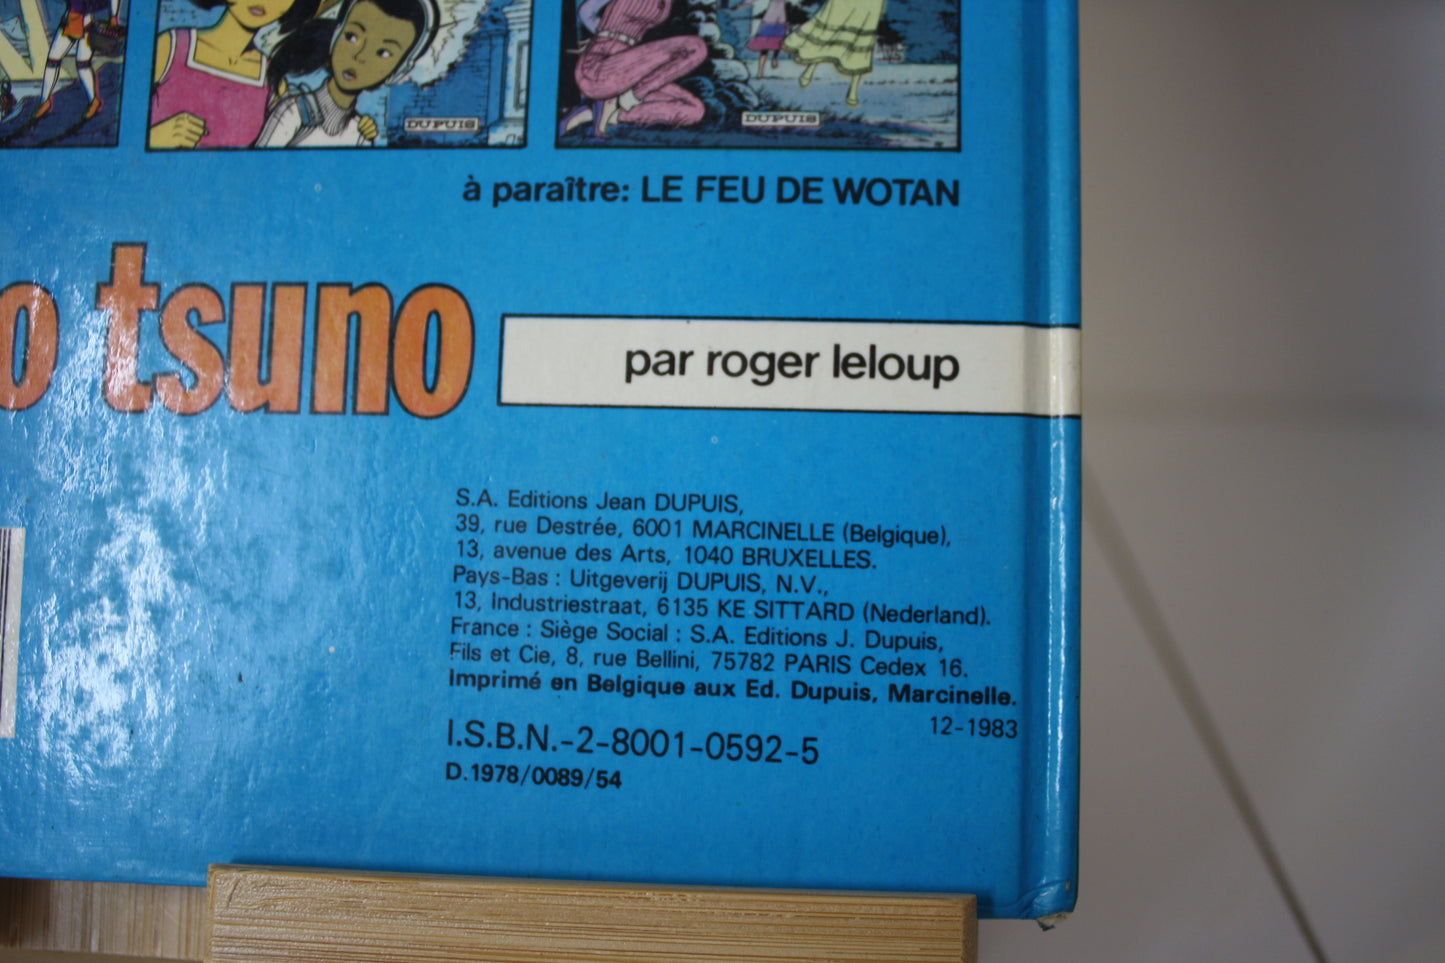 DUPUIS
DUPUIS
à paraître: LE FEU DE WOTAN
o tsuno
par roger leloup
S.A. Editions Jean DUPUIS,
39, rue Destrée, 6001 MARCINELLE (Belgique),
13, avenue des Arts, 1040 BRUXELLES.
Pays-Bas : Uitgeverij DUPUIS, N.V.,
13, Industriestraat, 6135 KE SITTARD (Nederland).
France : Siège Social : S.A. Editions J. Dupuis,
Fils et Cie, 8, rue Bellini, 75782 PARIS Cedex 16.
Imprimé en Belgique aux Ed. Dupuis, Marcinelle.
12-1983
I.S.B.N.-2-8001-0592-5
D.1978/0089/54